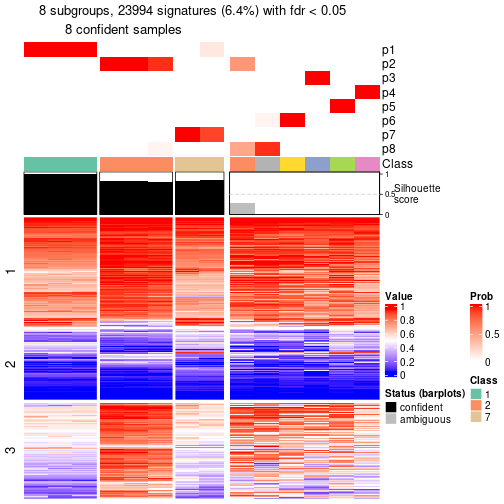 8 subgroups, 23994 signatures (6.4%) with fdr < 0.05
8 confident samples
p1
p2
p3
p4
p5
p6
p7
p8
Class
1
0.5
0
Silhouette
score
1
2
3
Value
1
0.8
0.6
0.4
0.2
0
Status (barplots)
confident
ambiguous
Prob
1
0.5
0
Class
1
2
7